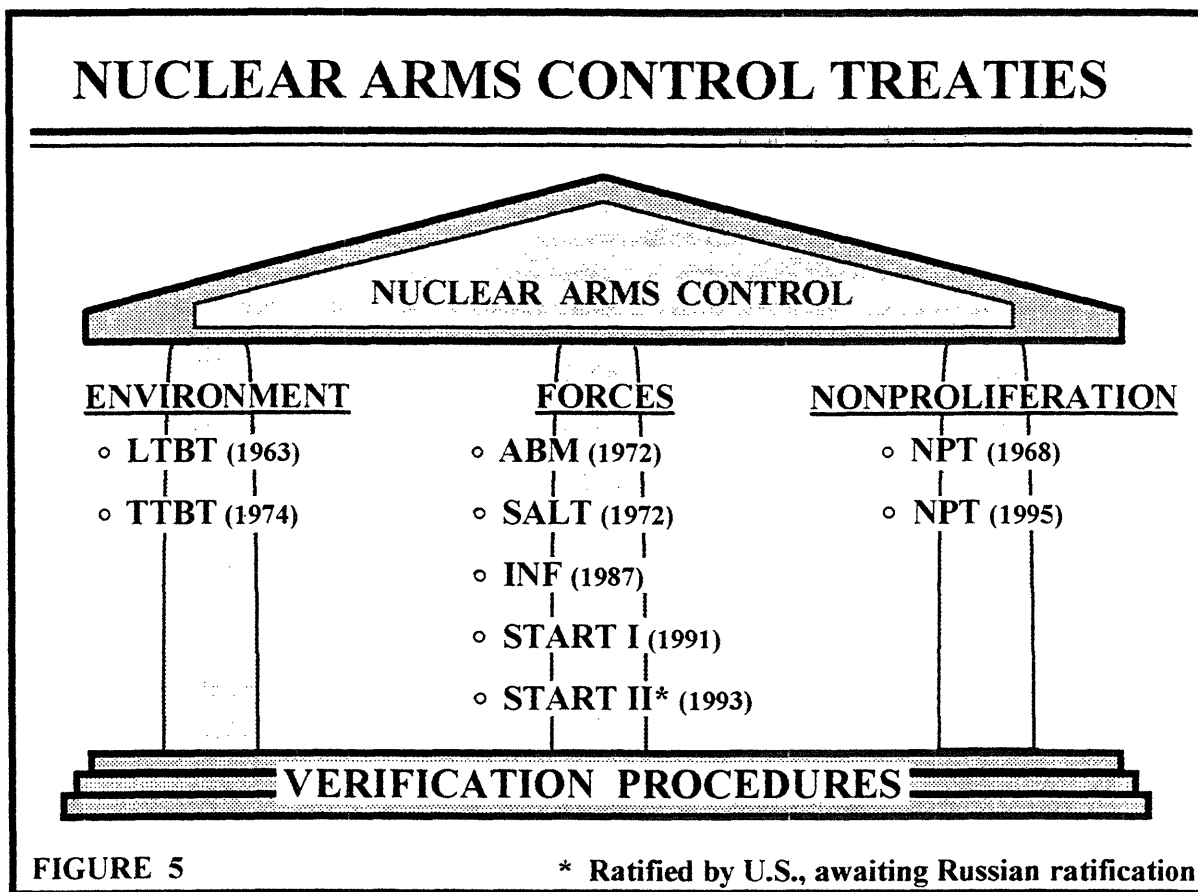 NUCLEAR ARMS CONTROL TREATIES
NUCLEAR ARMS CONTROL
ENVIRONMENT
○ LTBT (1963)
○ TTBT (1974)
FORCES
○ ABM (1972)
○ SALT (1972)
○ INF (1987)
○ START I (1991)
○ START II* (1993)
NONPROLIFERATION
○ NPT (1968)
○ NPT (1995)
VERIFICATION PROCEDURES
FIGURE 5
* Ratified by U.S., awaiting Russian ratification